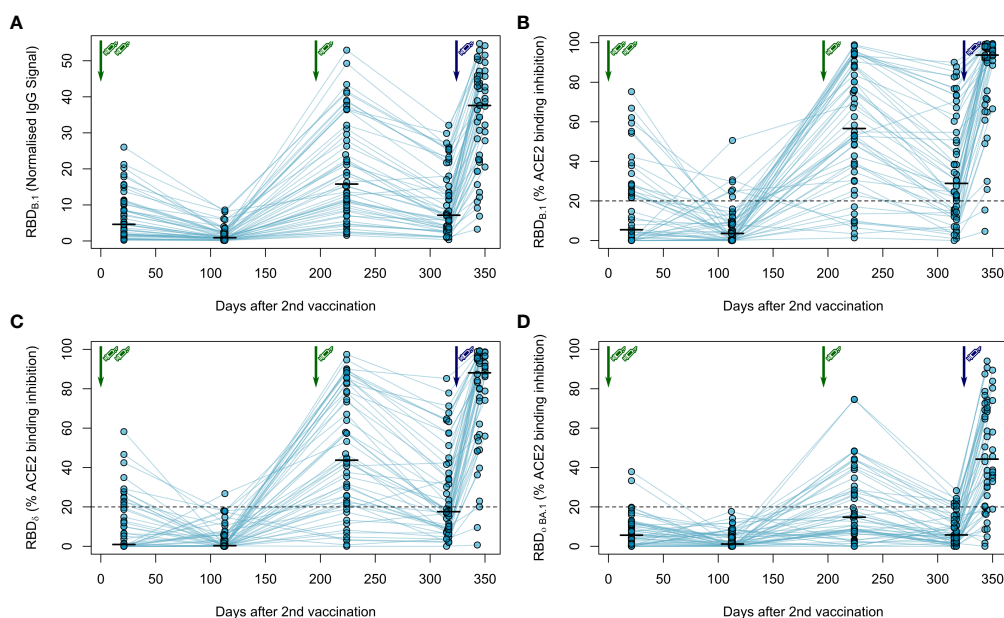 A
RBD_B.1 (Normalised IgG Signal)
50
40
30
20
10
0
0 50 100 150 200 250 300 350
Days after 2nd vaccination
B
RBD_B.1 (% ACE2 binding inhibition)
100
80
60
40
20
0
0 50 100 150 200 250 300 350
Days after 2nd vaccination
C
RBD_δ (% ACE2 binding inhibition)
100
80
60
40
20
0
0 50 100 150 200 250 300 350
Days after 2nd vaccination
D
RBD_o BA.1 (% ACE2 binding inhibition)
100
80
60
40
20
0
0 50 100 150 200 250 300 350
Days after 2nd vaccination